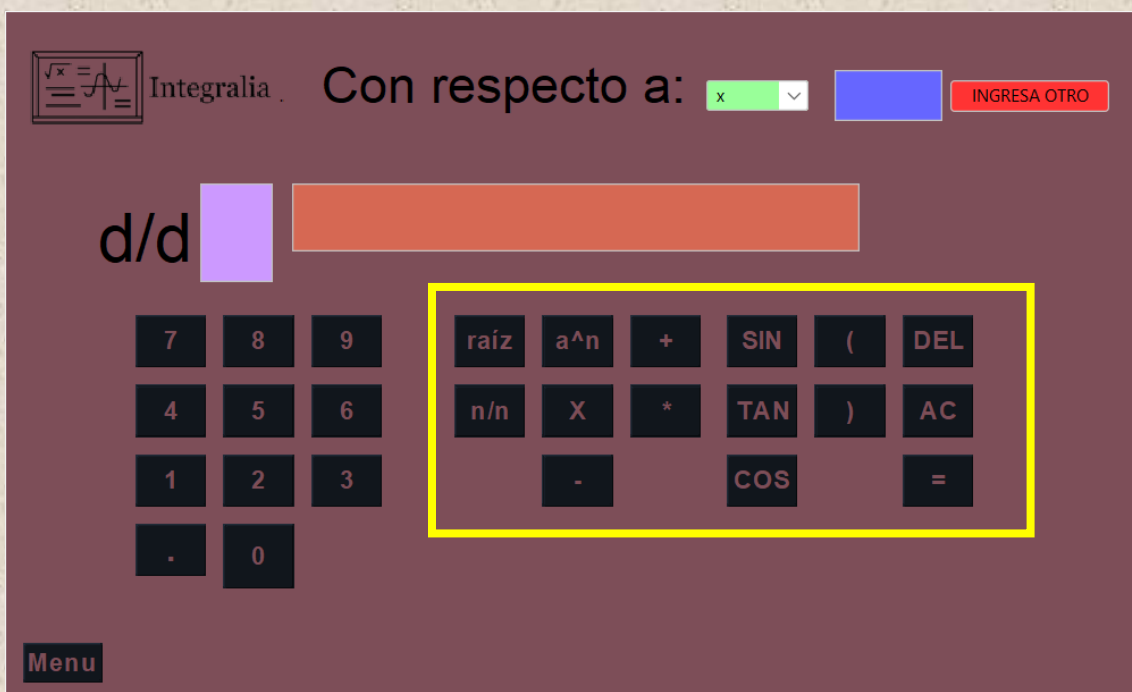 Integralia .
Con respecto a:
x
INGRESA OTRO
d/d
7 8 9 raíz a^n + SIN ( DEL
4 5 6 n/n X * TAN ) AC
1 2 3 - COS =
. 0
Menu